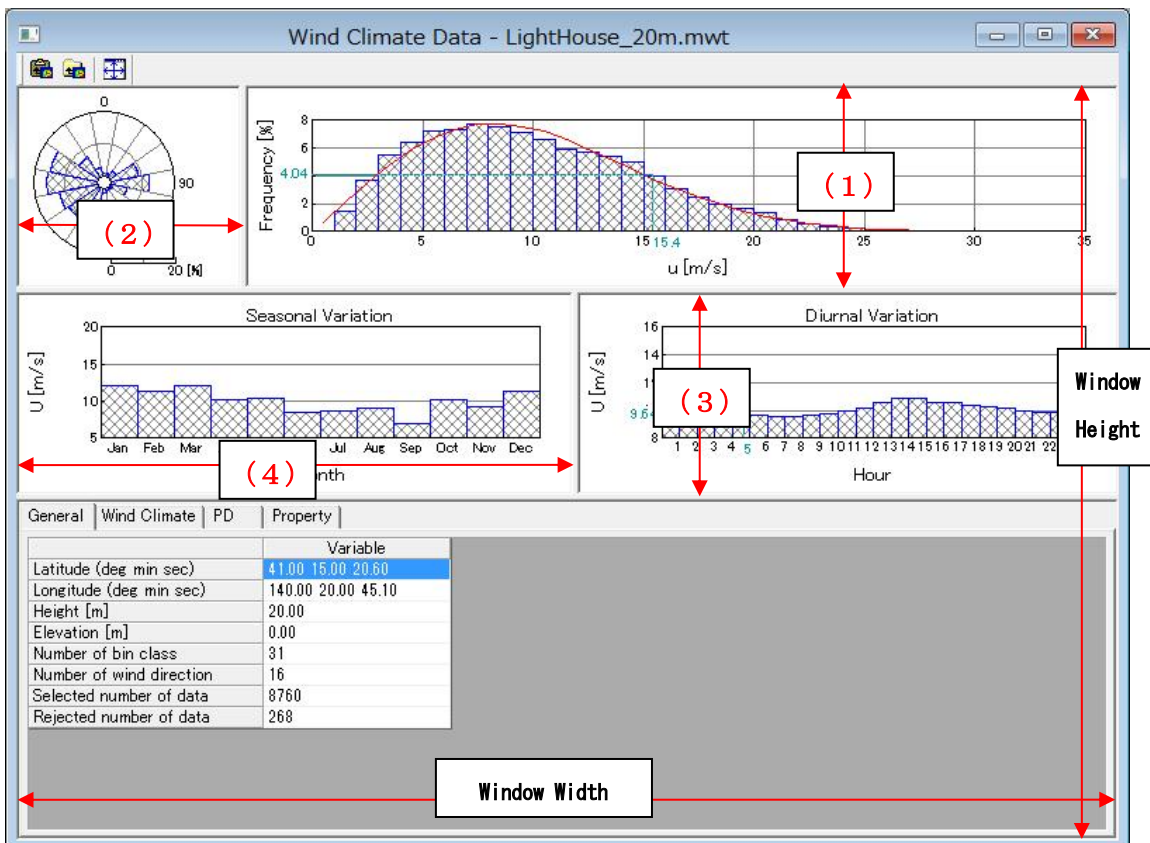 Wind Climate Data - LightHouse_20m.mwt
0
90
0
20 [%]
(2)
Frequency [%]
8
6
4.04
2
0
0 5 10 15 15.4 20 25 30 35
u [m/s]
(1)
Seasonal Variation
U [m/s]
20
15
10
5
Jan Feb Mar Jul Aug Sep Oct Nov Dec
(4)
nth
Diurnal Variation
U [m/s]
16
14
9.64
8
1 2 3 4 5 6 7 8 9 10 11 12 13 14 15 16 17 18 19 20 21 22
Hour
(3)
Window
Height
General Wind Climate PD Property
Variable
Latitude (deg min sec) 41.00 15.00 20.60
Longitude (deg min sec) 140.00 20.00 45.10
Height [m] 20.00
Elevation [m] 0.00
Number of bin class 31
Number of wind direction 16
Selected number of data 8760
Rejected number of data 268
Window Width